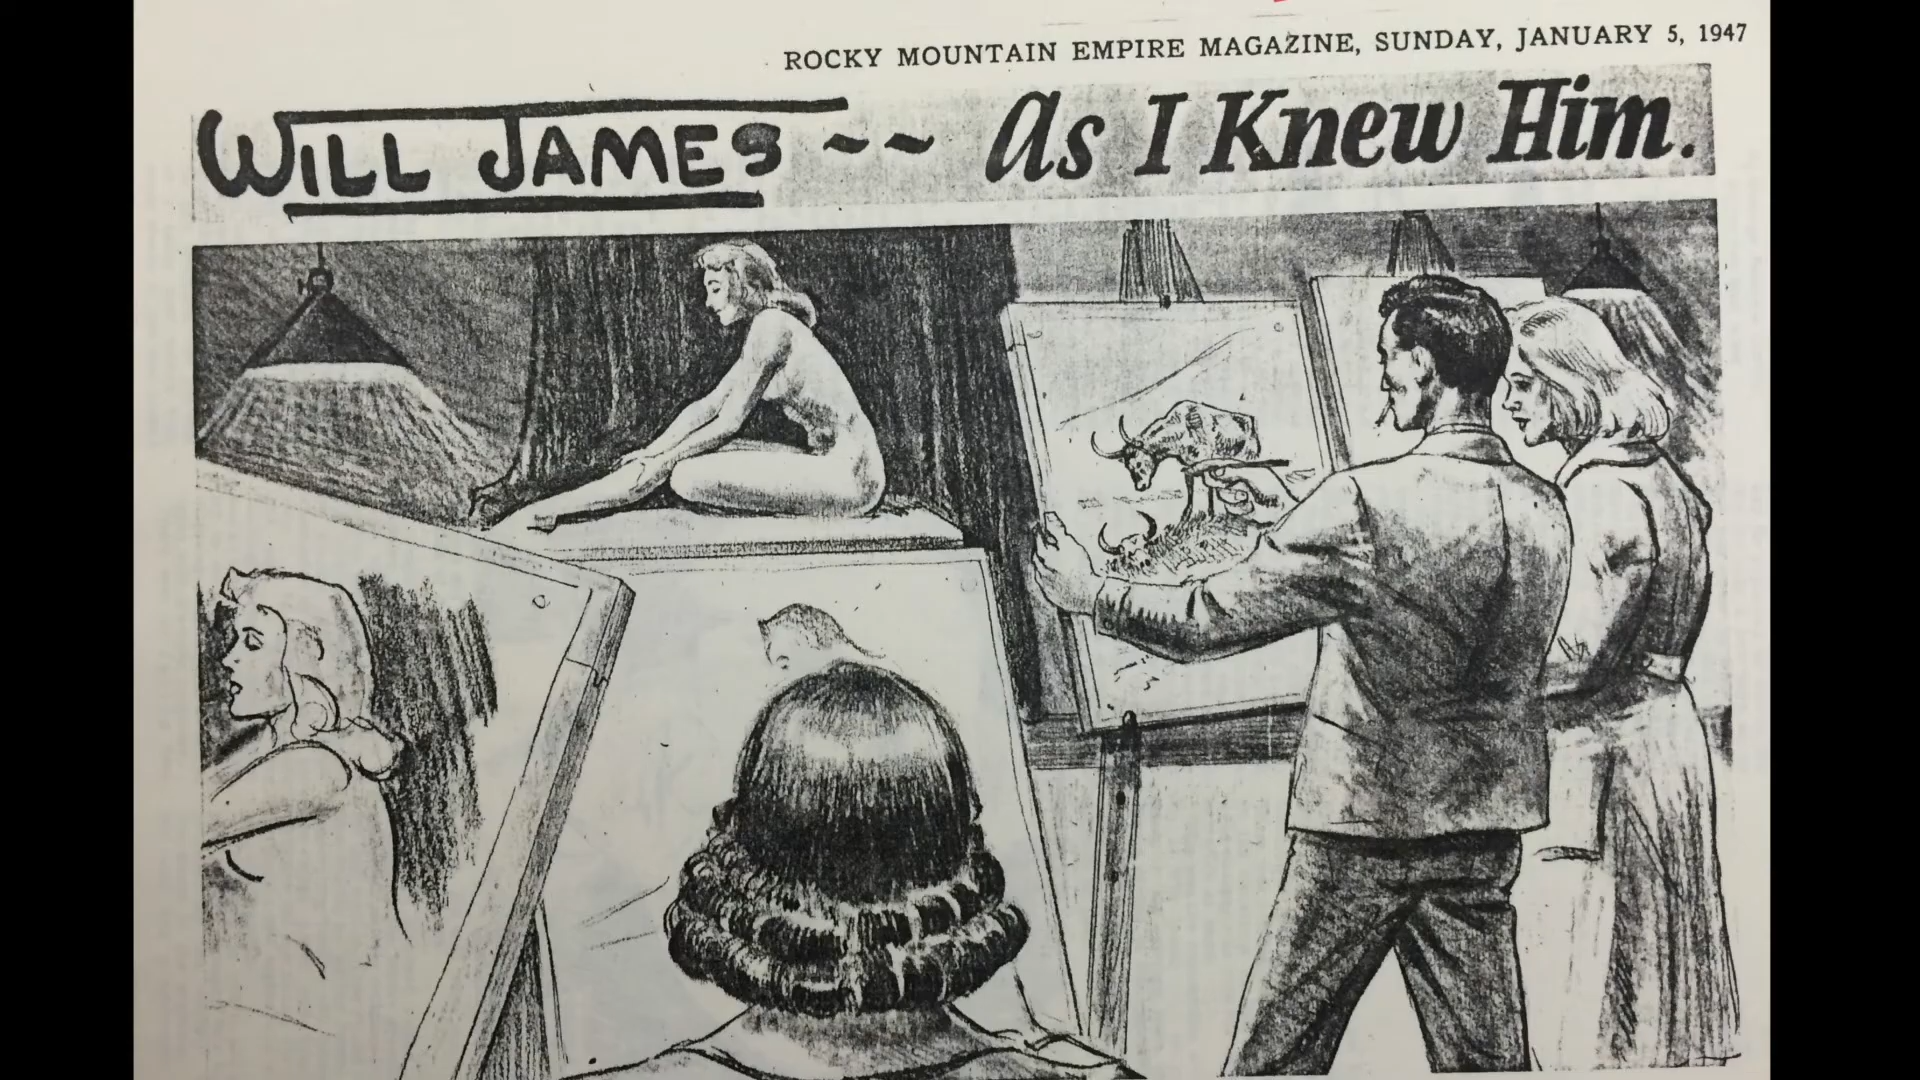 ROCKY MOUNTAIN EMPIRE MAGAZINE, SUNDAY, JANUARY 5, 1947
WILL JAMES ~~ As I Knew Him.